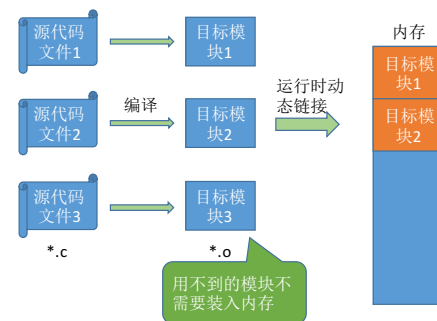 源代码
文件1
目标模
块1
内存
目标模
块1
源代码
文件2
编译
目标模
块2
运行时动
态链接
目标模
块2
源代码
文件3
目标模
块3
*.c
*.o
用不到的模块不
需要装入内存